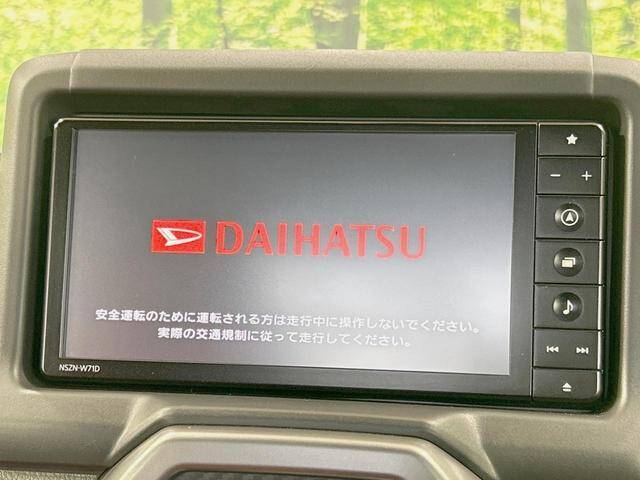 DAIHATSU
安全運転のために運転される方は走行中に操作しないでください。
実際の交通規制に従って走行してください。
NSZN-W71D